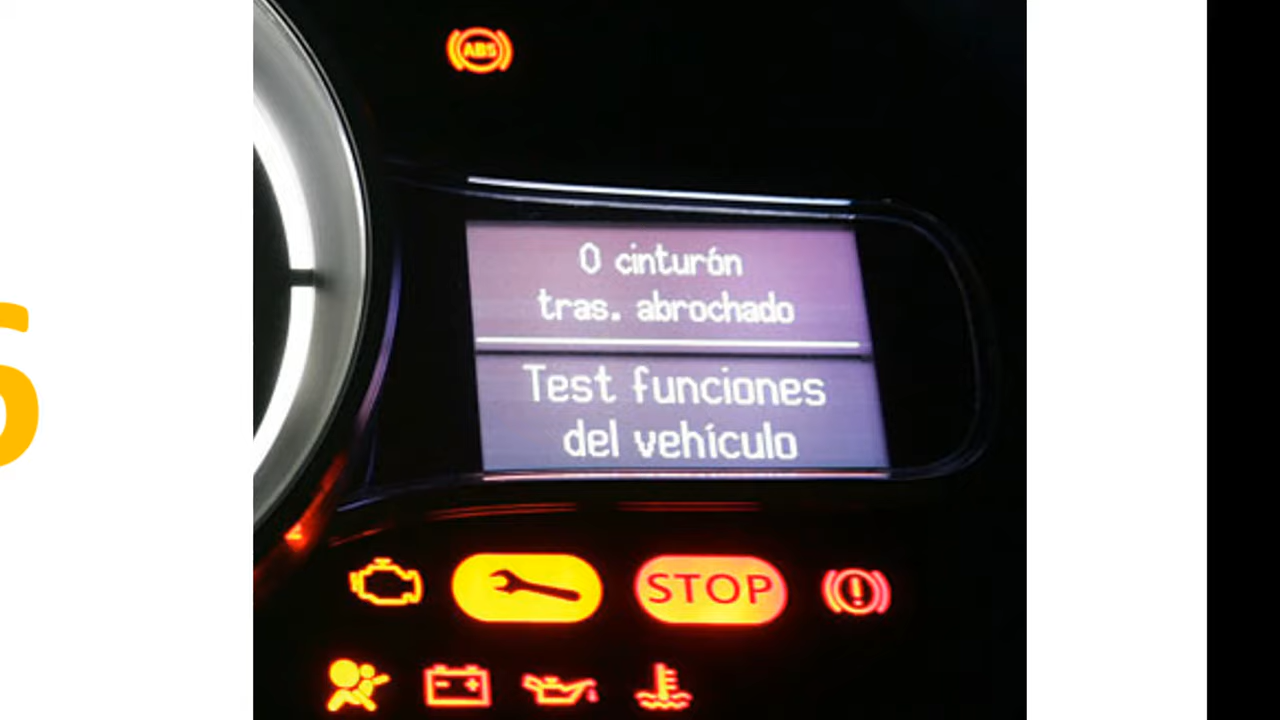 ABS
0 cinturón
tras. abrochado
Test funciones
del vehículo
STOP